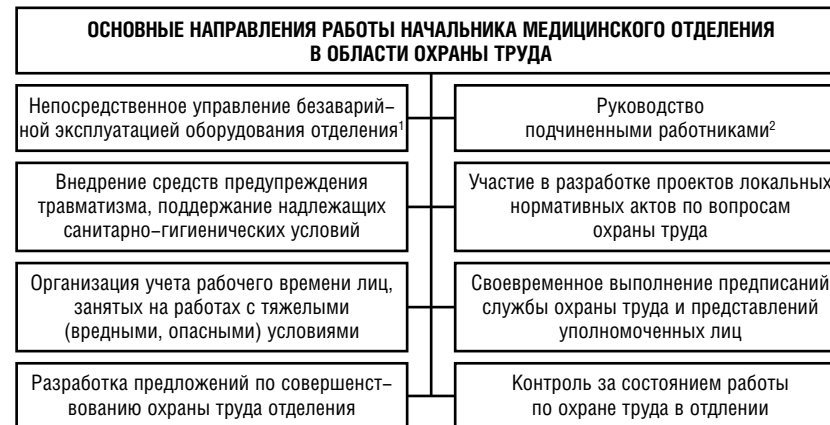 ОСНОВНЫЕ НАПРАВЛЕНИЯ РАБОТЫ НАЧАЛЬНИКА МЕДИЦИНСКОГО ОТДЕЛЕНИЯ
В ОБЛАСТИ ОХРАНЫ ТРУДА
Непосредственное управление безаварий-
ной эксплуатацией оборудования отделения¹
Руководство
подчиненными работниками²
Внедрение средств предупреждения
травматизма, поддержание надлежащих
санитарно-гигиенических условий
Участие в разработке проектов локальных
нормативных актов по вопросам
охраны труда
Организация учета рабочего времени лиц,
занятых на работах с тяжелыми
(вредными, опасными) условиями
Своевременное выполнение предписаний
службы охраны труда и представлений
уполномоченных лиц
Разработка предложений по совершенст-
вованию охраны труда отделения
Контроль за состоянием работы
по охране труда в отдлении